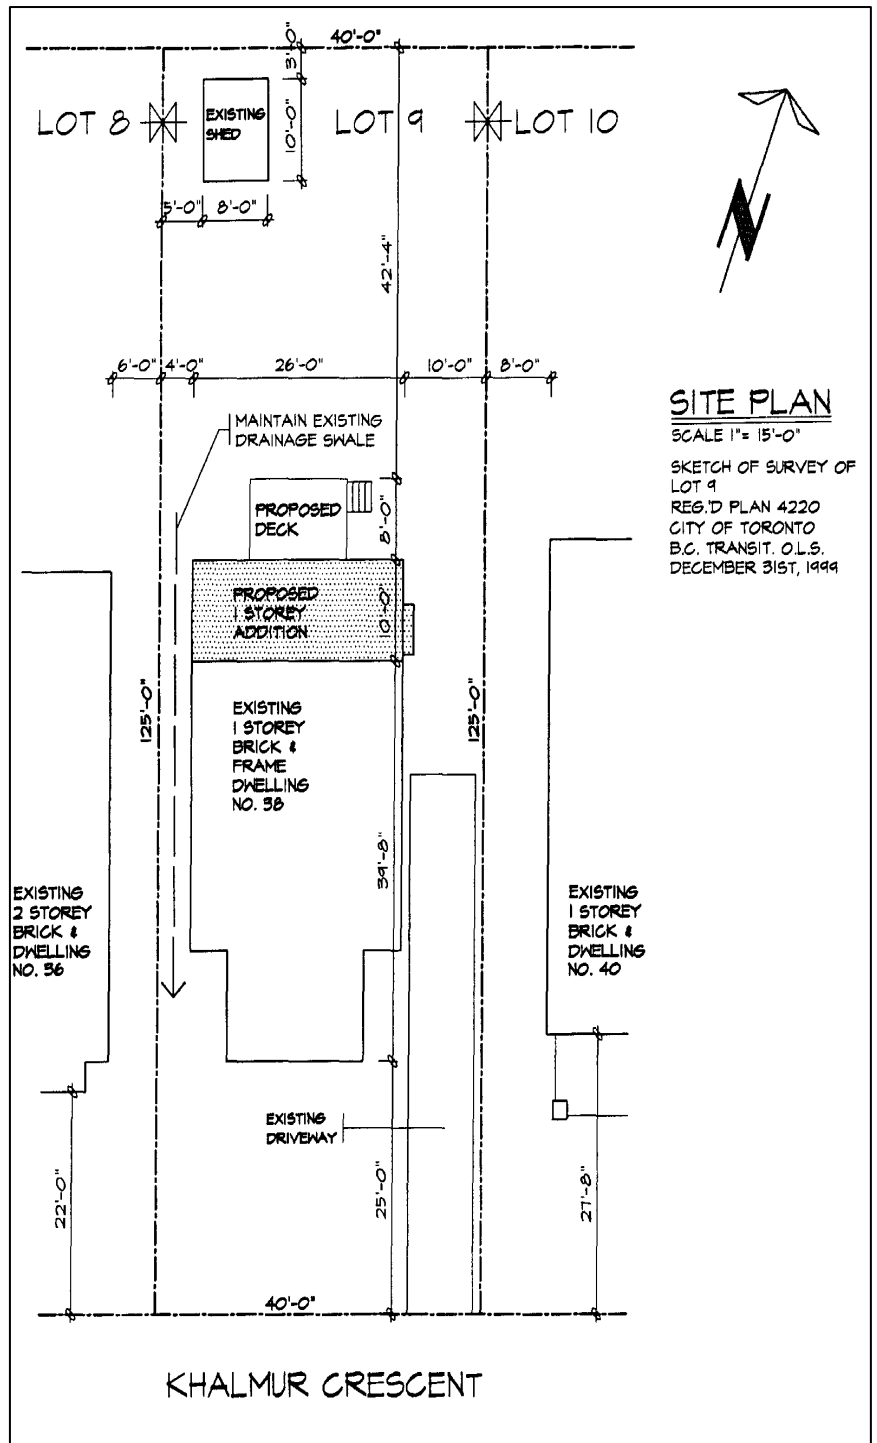 40'-0"
3'-0"
LOT 8
EXISTING
SHED
10'-0"
LOT 9
LOT 10
5'-0"
8'-0"
42'-4"
N
6'-0"
4'-0"
26'-0"
10'-0"
8'-0"
SITE PLAN
SCALE 1"= 15'-0"
SKETCH OF SURVEY OF
LOT 9
REG.'D PLAN 4220
CITY OF TORONTO
B.C. TRANSIT. O.L.S.
DECEMBER 31ST, 1999
MAINTAIN EXISTING
DRAINAGE SWALE
PROPOSED
DECK
8'-0"
PROPOSED
1 STOREY
ADDITION
10'-0"
125'-0"
EXISTING
1 STOREY
BRICK &
FRAME
DWELLING
NO. 38
125'-0"
39'-8"
EXISTING
2 STOREY
BRICK &
DWELLING
NO. 36
EXISTING
1 STOREY
BRICK &
DWELLING
NO. 40
EXISTING
DRIVEWAY
22'-0"
25'-0"
27'-8"
40'-0"
KHALMUR CRESCENT